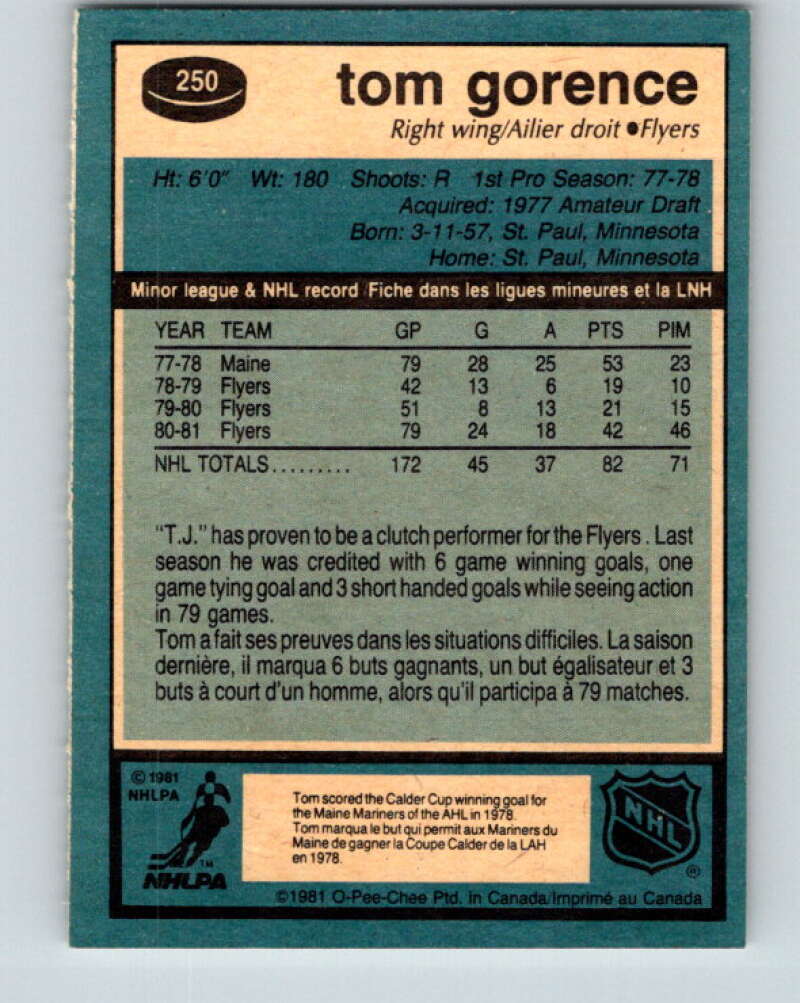 250
tom gorence
Right wing/Ailier droit ●Flyers
Ht: 6'0" Wt: 180 Shoots: R 1st Pro Season: 77-78
Acquired: 1977 Amateur Draft
Born: 3-11-57, St. Paul, Minnesota
Home: St. Paul, Minnesota
Minor league & NHL record/Fiche dans les ligues mineures et la LNH
YEAR TEAM GP G A PTS PIM
77-78 Maine 79 28 25 53 23
78-79 Flyers 42 13 6 19 10
79-80 Flyers 51 8 13 21 15
80-81 Flyers 79 24 18 42 46
NHL TOTALS......... 172 45 37 82 71
"T.J." has proven to be a clutch performer for the Flyers. Last
season he was credited with 6 game winning goals, one
game tying goal and 3 short handed goals while seeing action
in 79 games.
Tom a fait ses preuves dans les situations difficiles. La saison
dernière, il marqua 6 buts gagnants, un but égalisateur et 3
buts à court d'un homme, alors qu'il participa à 79 matches.
© 1981
NHLPA
TM
NHLPA
Tom scored the Calder Cup winning goal for
the Maine Mariners of the AHL in 1978.
Tom marqua le but qui permit aux Mariners du
Maine de gagner la Coupe Calder de la LAH
en 1978.
NHL
®
©1981 O-Pee-Chee Ptd. in Canada/Imprimé au Canada